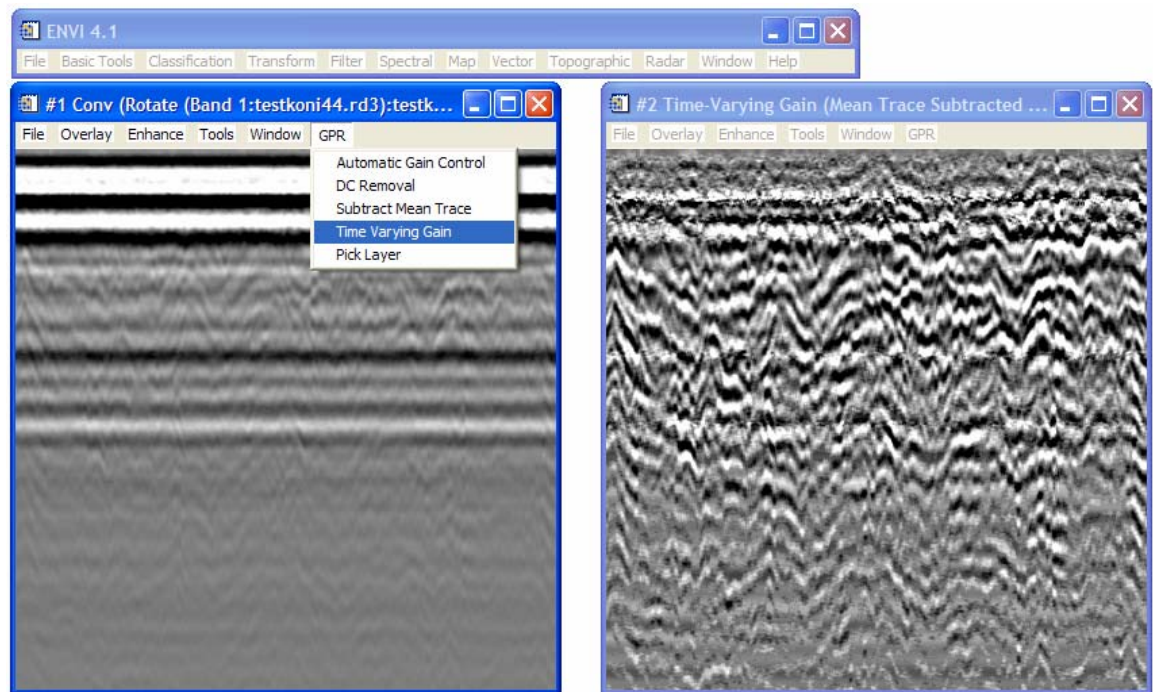 ENVI 4.1
File Basic Tools Classification Transform Filter Spectral Map Vector Topographic Radar Window Help
#1 Conv (Rotate (Band 1:testkoni44.rd3):testk...
File Overlay Enhance Tools Window GPR
Automatic Gain Control
DC Removal
Subtract Mean Trace
Time Varying Gain
Pick Layer
#2 Time-Varying Gain (Mean Trace Subtracted ...
File Overlay Enhance Tools Window GPR